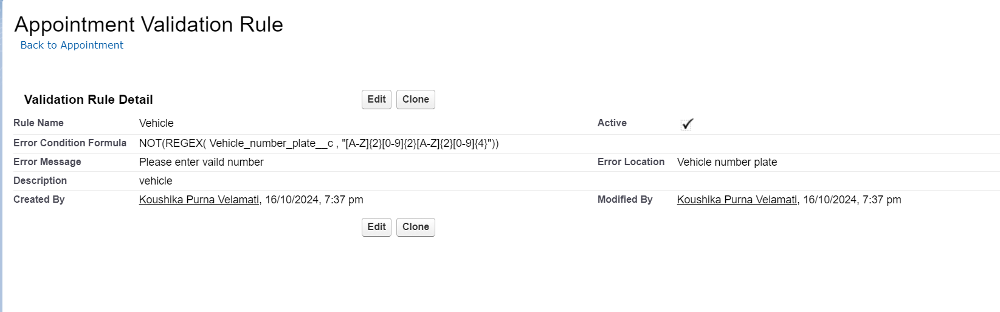 Appointment Validation Rule
Back to Appointment
Validation Rule Detail Edit Clone
Rule Name Vehicle Active
Error Condition Formula NOT(REGEX( Vehicle_number_plate__c , "[A-Z]{2}[0-9]{2}[A-Z]{2}[0-9]{4}"))
Error Message Please enter vaild number Error Location Vehicle number plate
Description vehicle
Created By Koushika Purna Velamati, 16/10/2024, 7:37 pm Modified By Koushika Purna Velamati, 16/10/2024, 7:37 pm
Edit Clone